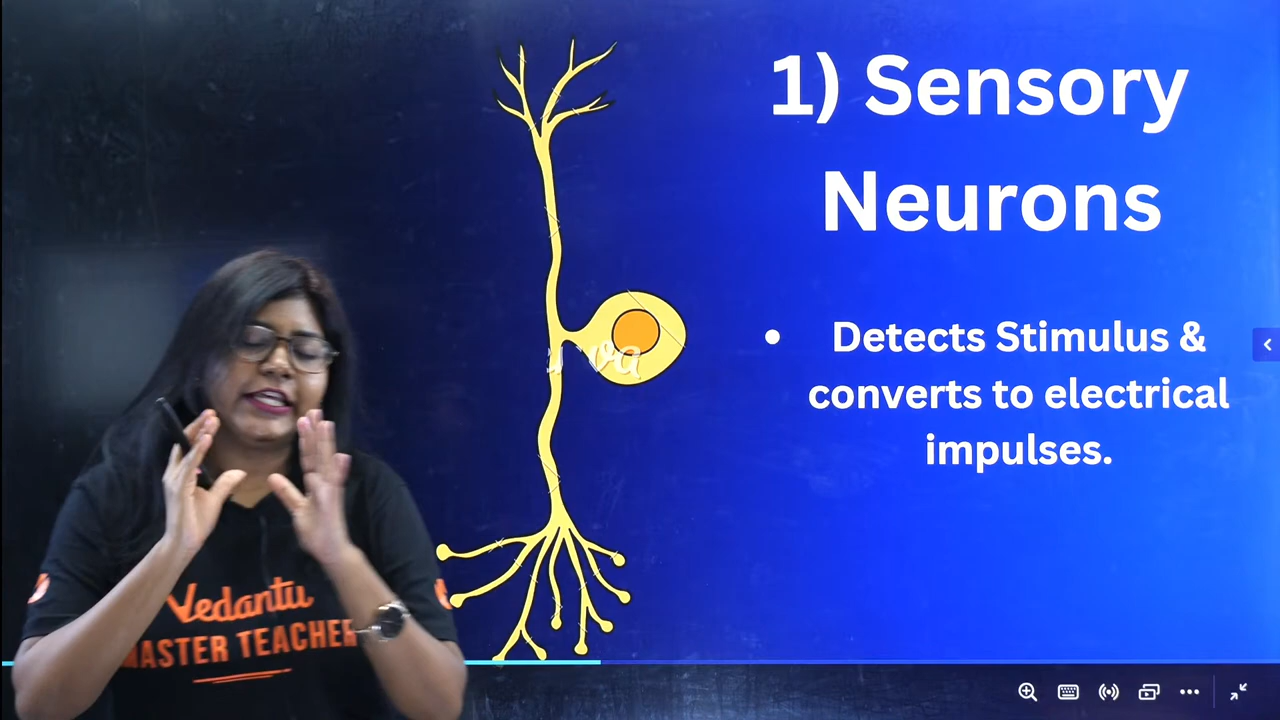 1) Sensory
Neurons
• Detects Stimulus &
converts to electrical
impulses.
Vedantu
MASTER TEACHER